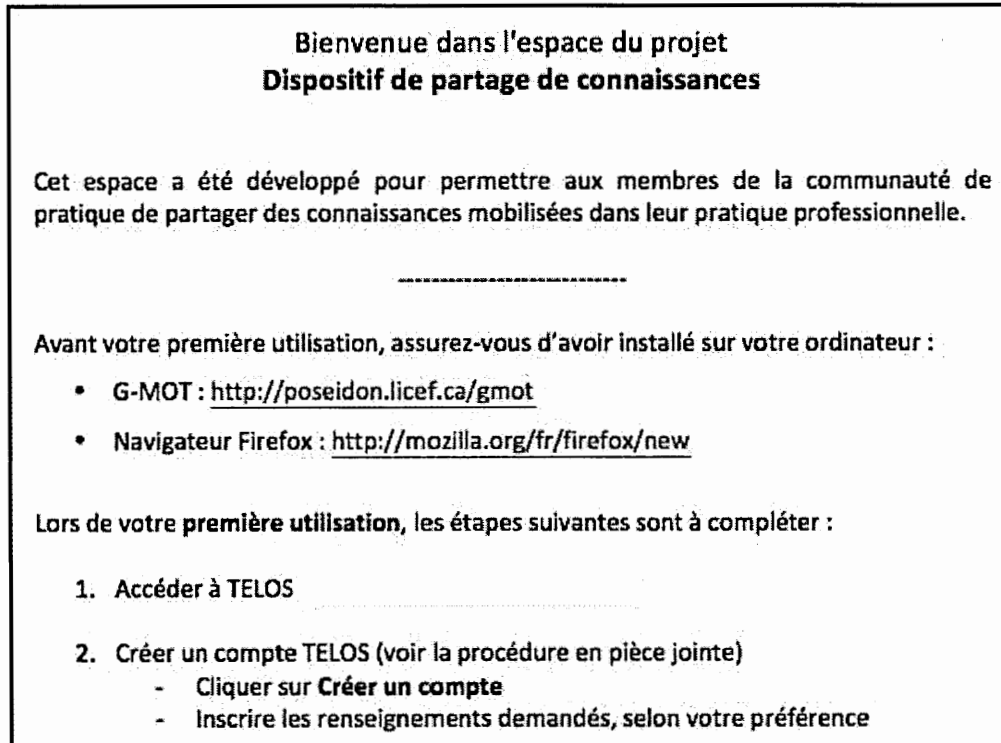 Bienvenue dans l'espace du projet
Dispositif de partage de connaissances
Cet espace a été développé pour permettre aux membres de la communauté de
pratique de partager des connaissances mobilisées dans leur pratique professionnelle.
---------------------------
Avant votre première utilisation, assurez-vous d'avoir installé sur votre ordinateur :
• G-MOT : http://poseidon.licef.ca/gmot
• Navigateur Firefox : http://mozilla.org/fr/firefox/new
Lors de votre première utilisation, les étapes suivantes sont à compléter :
1. Accéder à TELOS
2. Créer un compte TELOS (voir la procédure en pièce jointe)
- Cliquer sur Créer un compte
- Inscrire les renseignements demandés, selon votre préférence